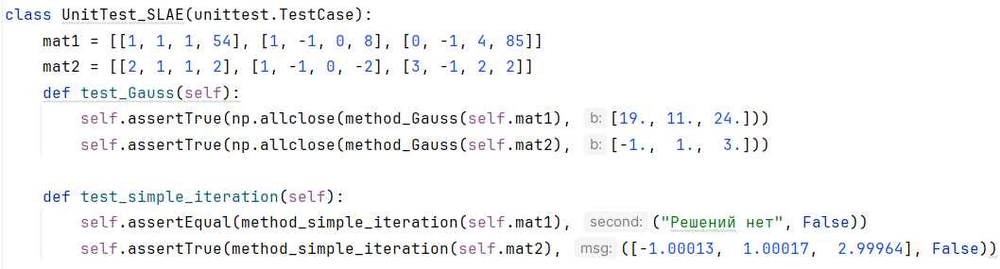 class UnitTest_SLAE(unittest.TestCase):
    mat1 = [[1, 1, 1, 54], [1, -1, 0, 8], [0, -1, 4, 85]]
    mat2 = [[2, 1, 1, 2], [1, -1, 0, -2], [3, -1, 2, 2]]
    def test_Gauss(self):
        self.assertTrue(np.allclose(method_Gauss(self.mat1), b: [19., 11., 24.]))
        self.assertTrue(np.allclose(method_Gauss(self.mat2), b: [-1.,  1.,  3.]))
    def test_simple_iteration(self):
        self.assertEqual(method_simple_iteration(self.mat1), second: ("Решений нет", False))
        self.assertTrue(method_simple_iteration(self.mat2), msg: ([-1.00013,  1.00017,  2.99964], False))